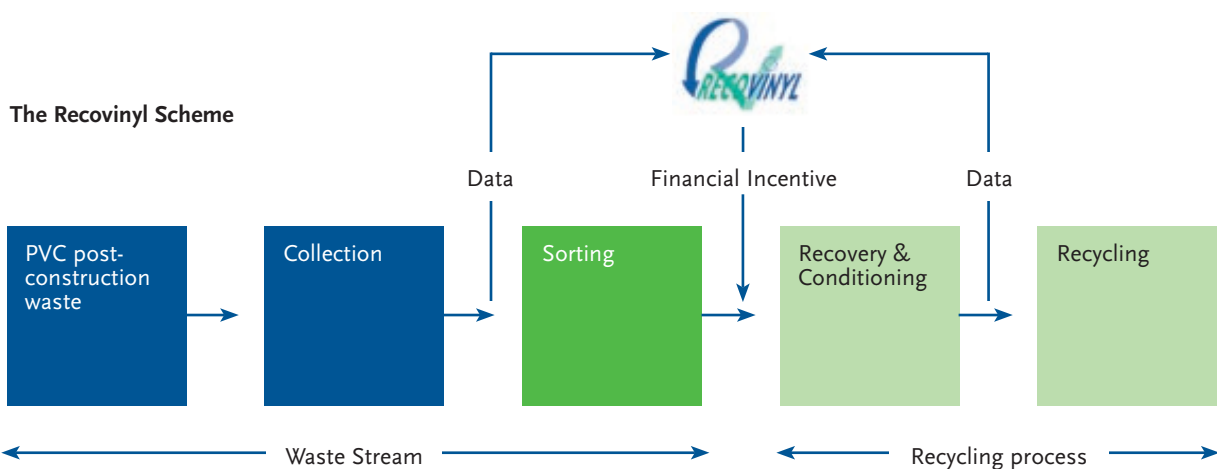 RECOVINYL
The Recovinyl Scheme
Data
Financial Incentive
Data
PVC post-
construction
waste
Collection
Sorting
Recovery &
Conditioning
Recycling
Waste Stream
Recycling process